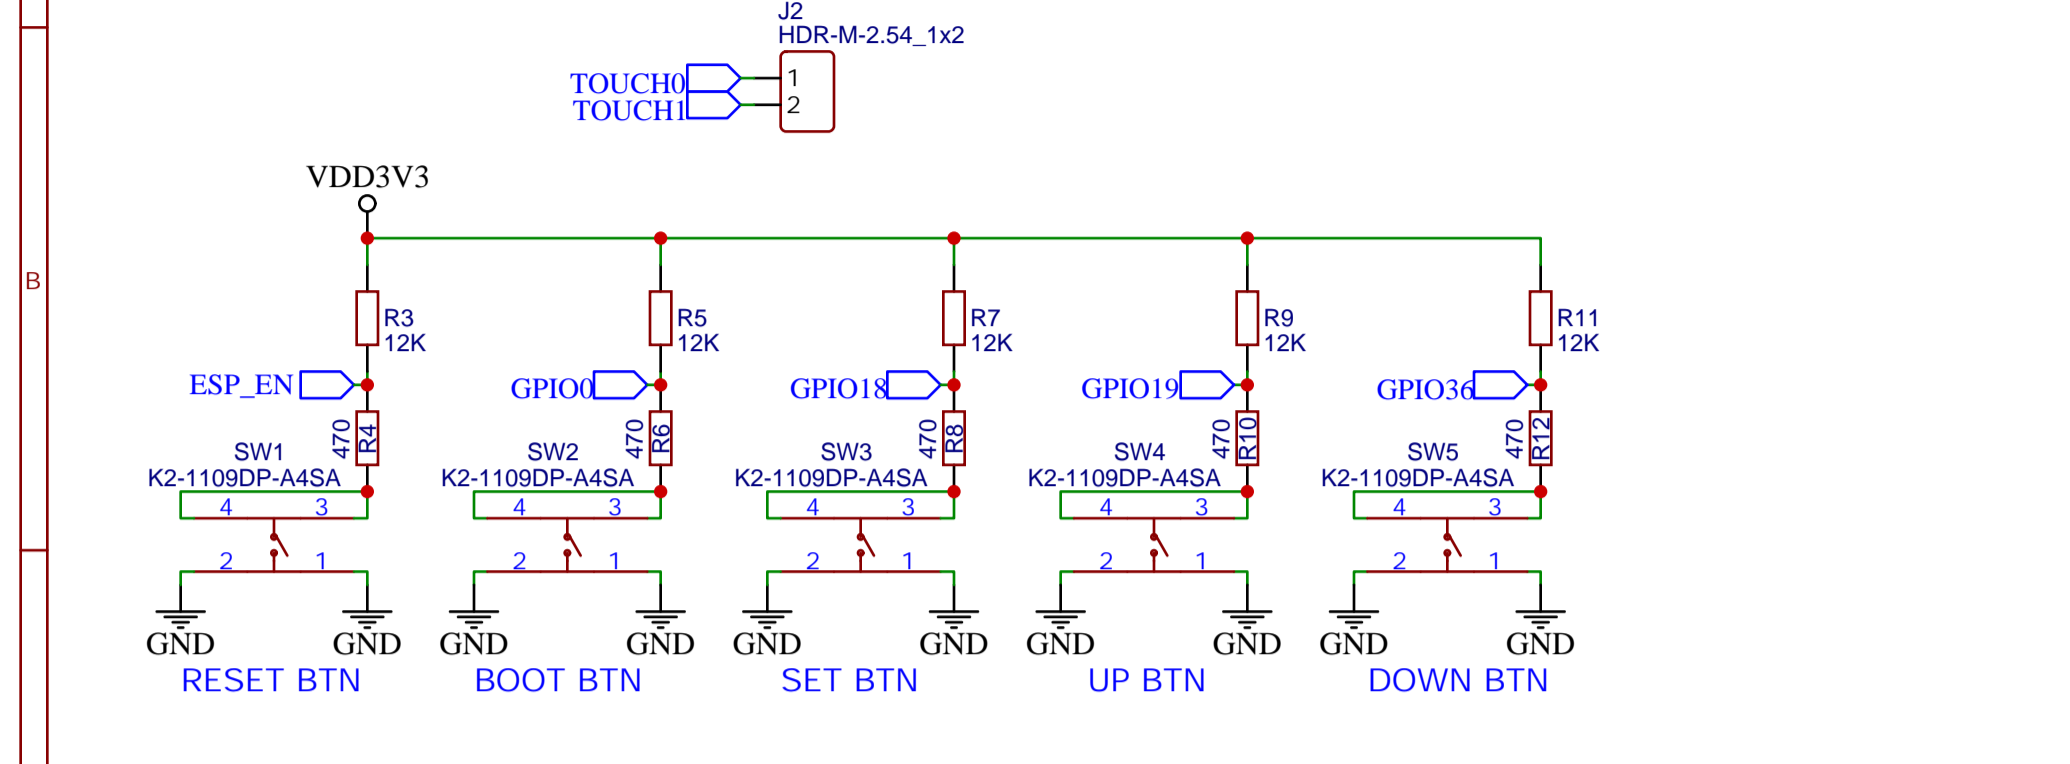 J2
HDR-M-2.54_1x2
TOUCH0 1
TOUCH1 2
VDD3V3
B
R3 R5 R7 R9 R11
12K 12K 12K 12K 12K
ESP_EN GPIO0 GPIO18 GPIO19 GPIO36
470 R4 470 R6 470 R8 470 R10 470 R12
SW1 SW2 SW3 SW4 SW5
K2-1109DP-A4SA K2-1109DP-A4SA K2-1109DP-A4SA K2-1109DP-A4SA K2-1109DP-A4SA
4 3 4 3 4 3 4 3 4 3
2 1 2 1 2 1 2 1 2 1
GND GND GND GND GND GND GND GND GND GND
RESET BTN BOOT BTN SET BTN UP BTN DOWN BTN